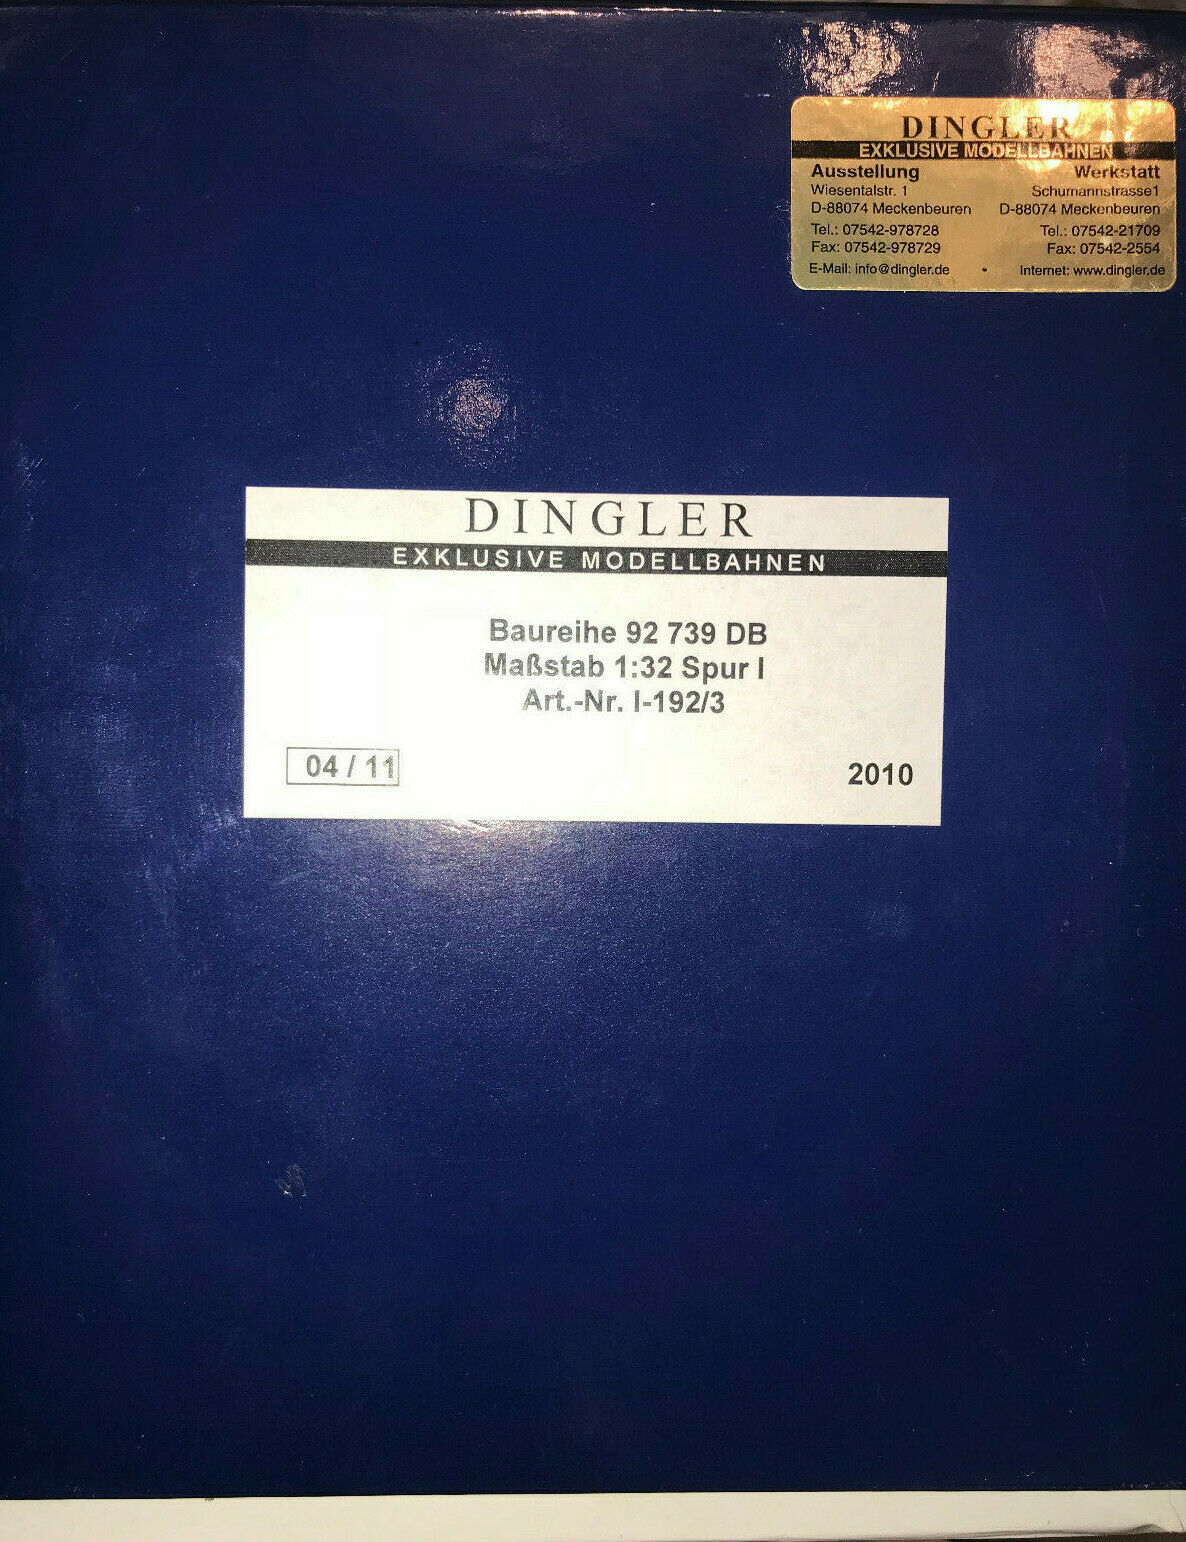 DINGLER
EXKLUSIVE MODELLBAHNEN
Ausstellung
Wiesentalstr. 1
D-88074 Meckenbeuren
Tel.: 07542-978728
Fax: 07542-978729
E-Mail: info@dingler.de
•
Werkstatt
Schumannstrasse1
D-88074 Meckenbeuren
Tel.: 07542-21709
Fax: 07542-2554
Internet: www.dingler.de
DINGLER
EXKLUSIVE MODELLBAHNEN
Baureihe 92 739 DB
Maßstab 1:32 Spur I
Art.-Nr. I-192/3
04 / 11
2010